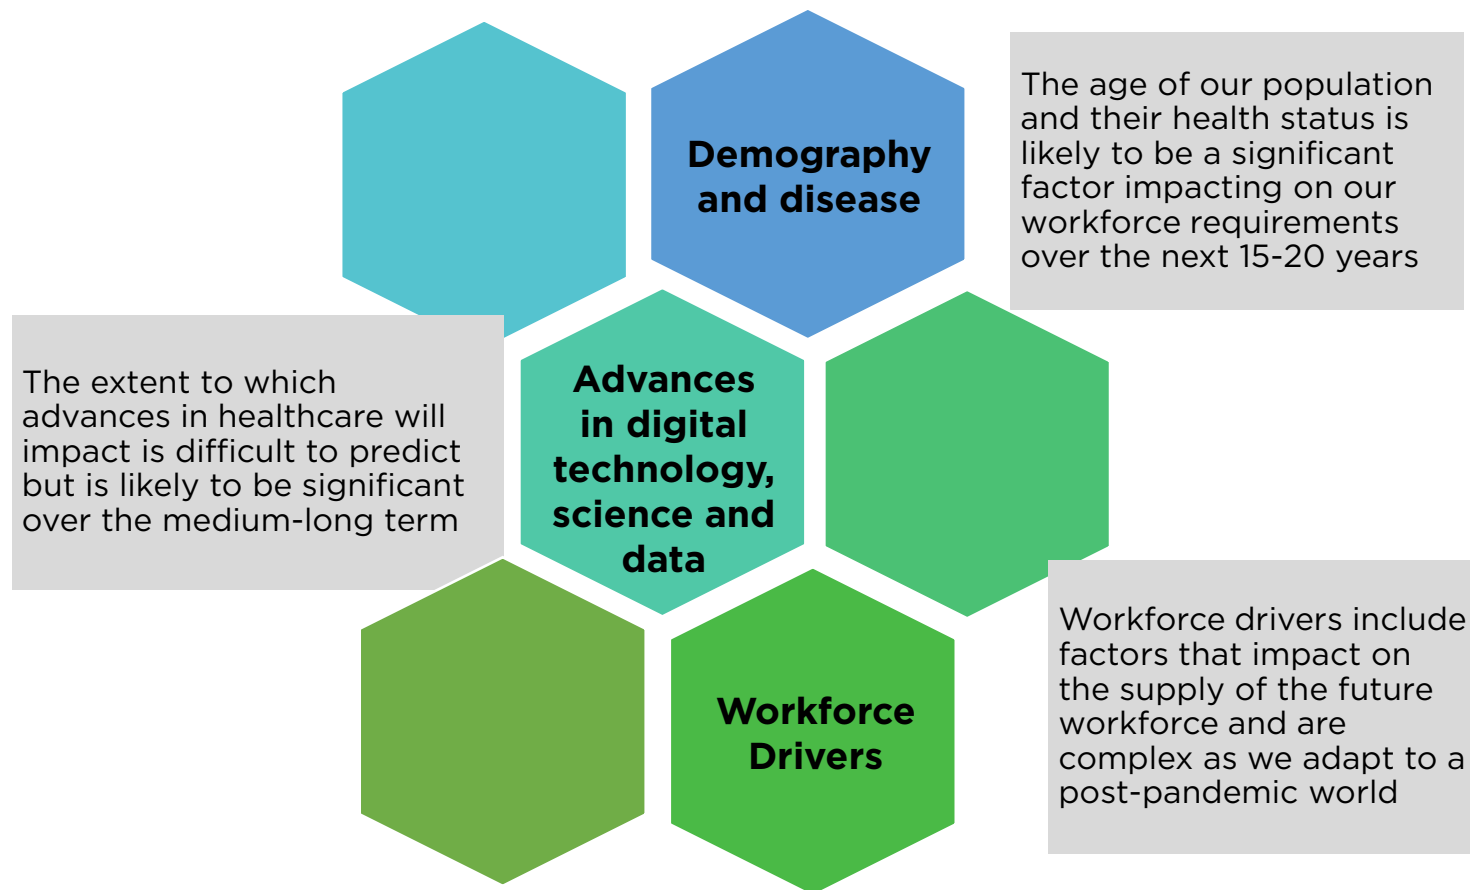 Demography
and disease
The age of our population
and their health status is
likely to be a significant
factor impacting on our
workforce requirements
over the next 15-20 years
The extent to which
advances in healthcare will
impact is difficult to predict
but is likely to be significant
over the medium-long term
Advances
in digital
technology,
science and
data
Workforce
Drivers
Workforce drivers include
factors that impact on
the supply of the future
workforce and are
complex as we adapt to a
post-pandemic world